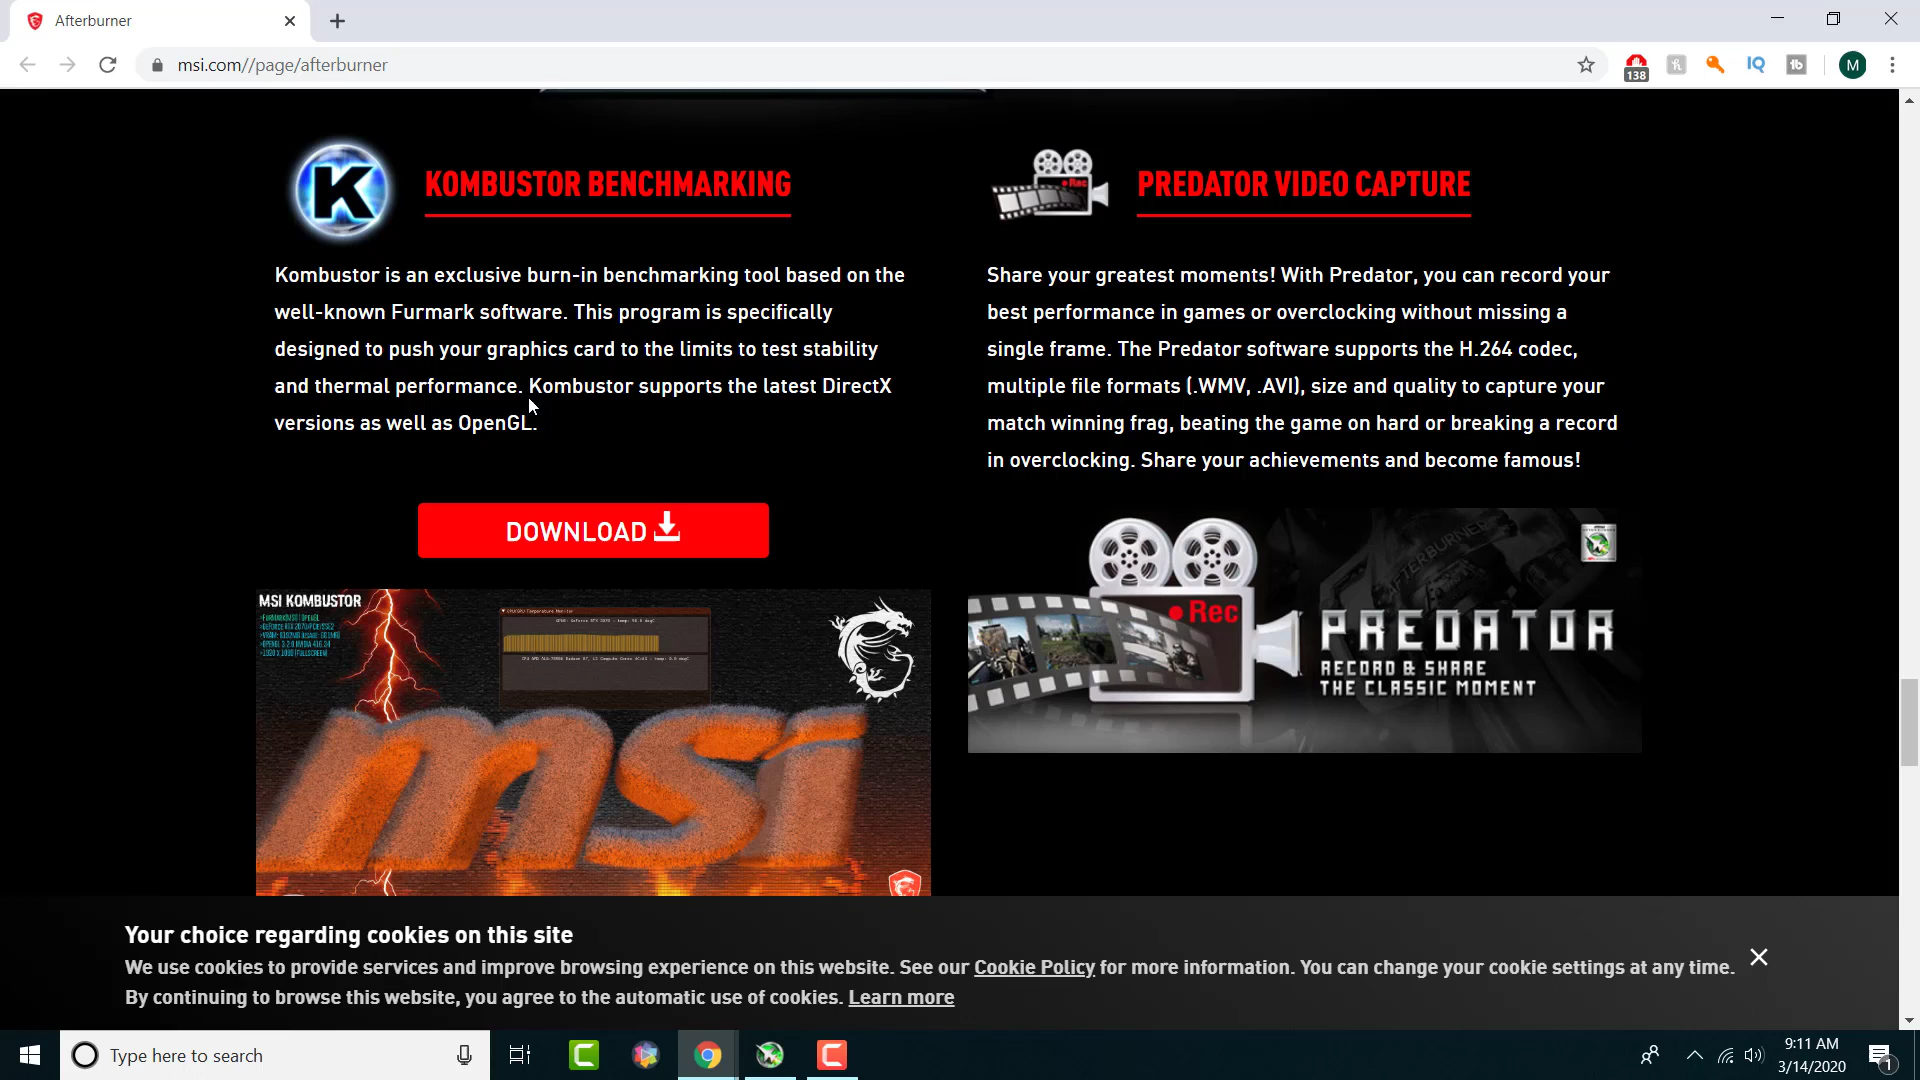 Afterburner
msi.com//page/afterburner
138
IQ
M
K
KOMBUSTOR BENCHMARKING
Kombustor is an exclusive burn-in benchmarking tool based on the
well-known Furmark software. This program is specifically
designed to push your graphics card to the limits to test stability
and thermal performance. Kombustor supports the latest DirectX
versions as well as OpenGL.
DOWNLOAD
MSI KOMBUSTOR
msi
Rec
PREDATOR VIDEO CAPTURE
Share your greatest moments! With Predator, you can record your
best performance in games or overclocking without missing a
single frame. The Predator software supports the H.264 codec,
multiple file formats (.WMV, .AVI), size and quality to capture your
match winning frag, beating the game on hard or breaking a record
in overclocking. Share your achievements and become famous!
Rec
AFTERBURNER
PREDATOR
RECORD & SHARE
THE CLASSIC MOMENT
Your choice regarding cookies on this site
We use cookies to provide services and improve browsing experience on this website. See our Cookie Policy for more information. You can change your cookie settings at any time.
By continuing to browse this website, you agree to the automatic use of cookies. Learn more
Type here to search
9:11 AM
3/14/2020
1